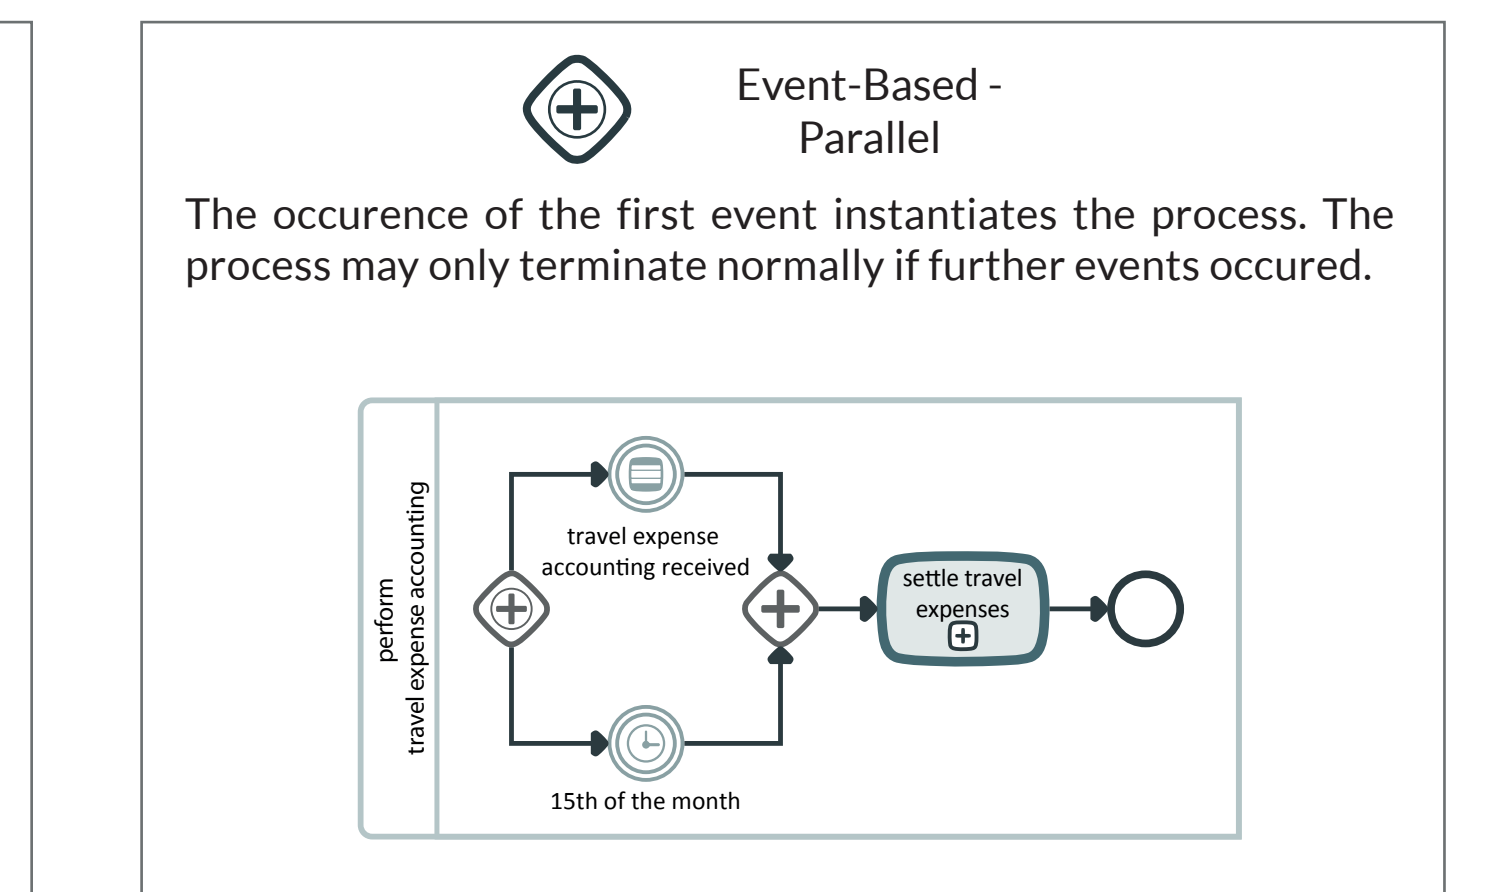 Event-Based -
Parallel
The occurence of the first event instantiates the process. The
process may only terminate normally if further events occured.
perform
travel expense accounting
travel expense
accounting received
settle travel
expenses
15th of the month